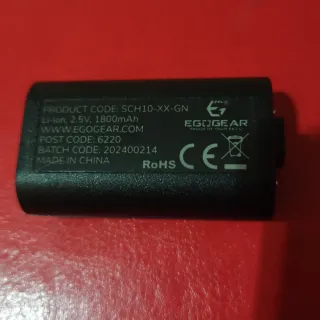 PRODUCT CODE: SCH10-XX-GN
Li-ion, 2.5V, 1800mAh
WWW.EGOGEAR.COM
POST CODE: 6220
BATCH CODE: 202400214
MADE IN CHINA
RoHS
CE
EGOGEAR